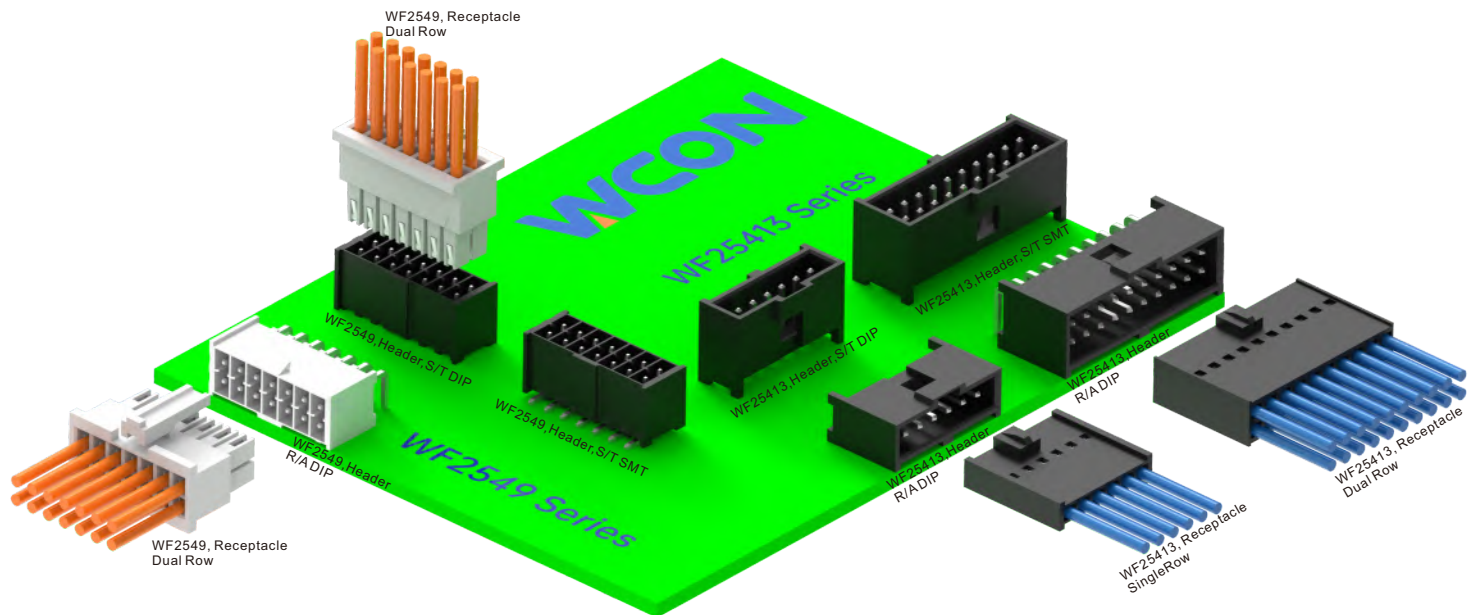 WF2549, Receptacle
Dual Row
WCON
WF25413 Series
WF25413,Header,S/T SMT
WF2549,Header,S/T DIP
WF25413,Header,S/T DIP
WF25413,Header
R/A DIP
WF2549,Header,S/T SMT
WF2549,Header
R/A DIP
WF25413,Header
R/A DIP
WF25413, Receptacle
Dual Row
WF2549 Series
WF25413, Receptacle
SingleRow
WF2549, Receptacle
Dual Row